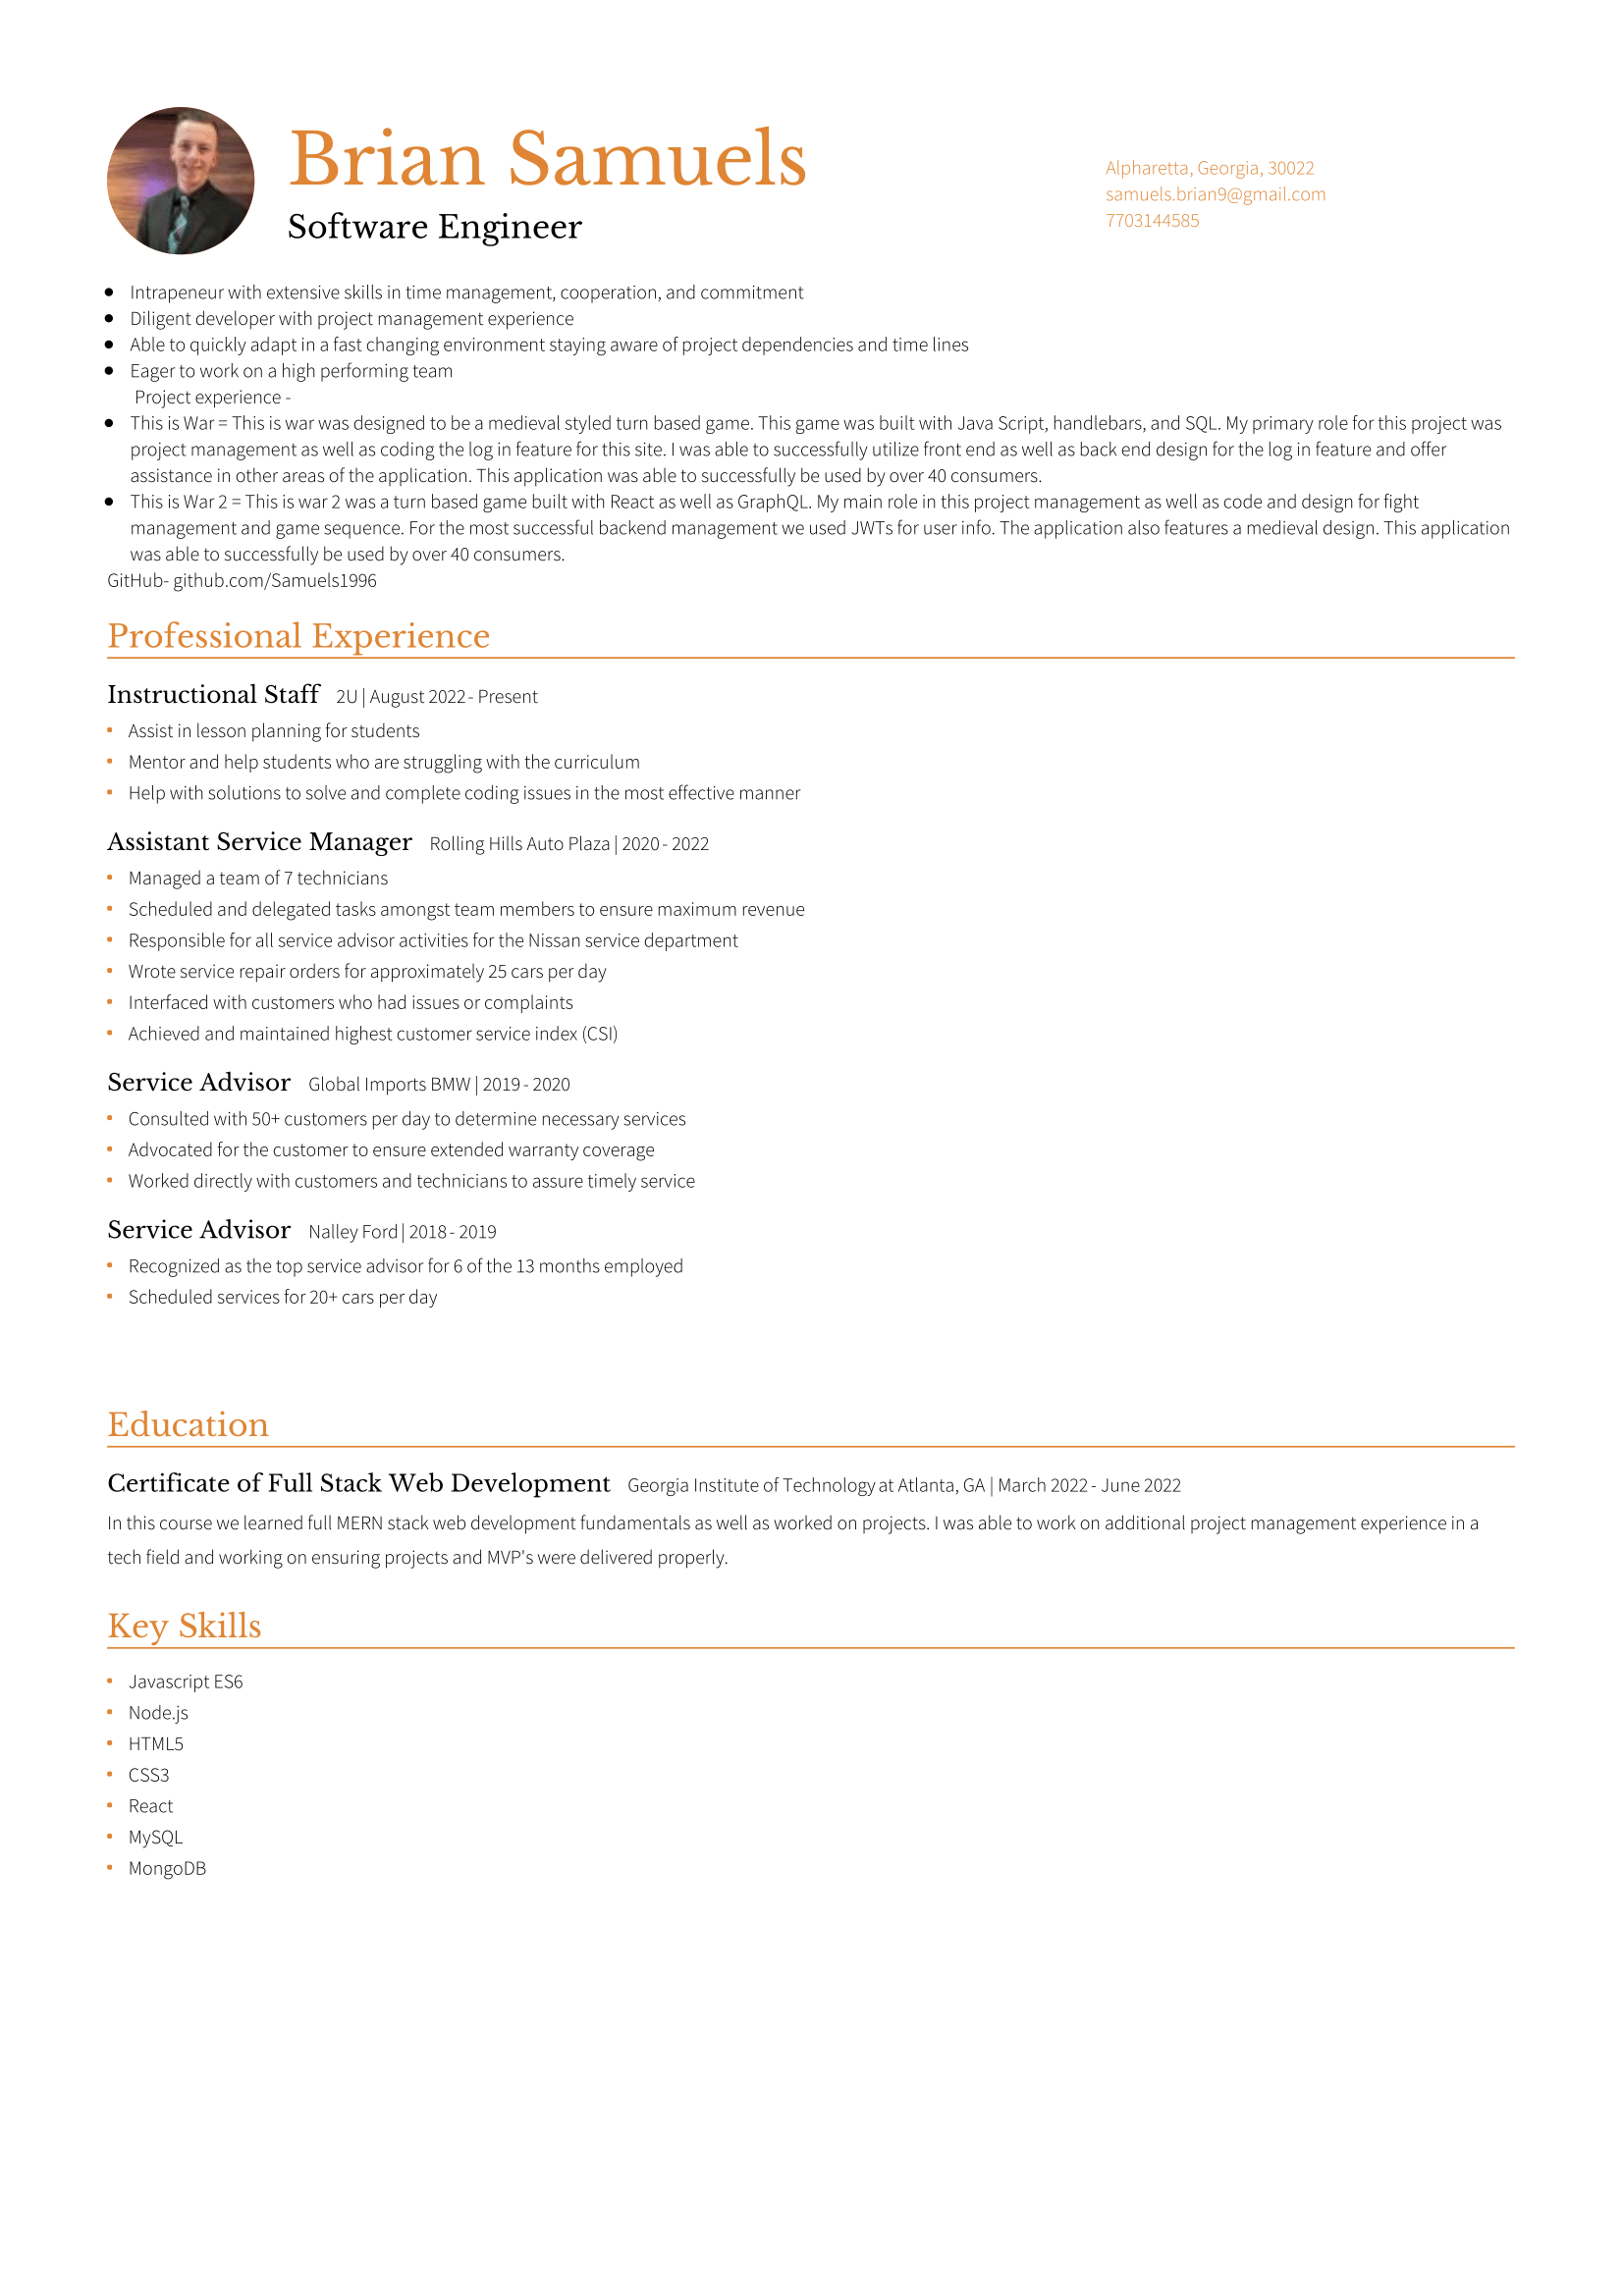 Brian Samuels
Software Engineer
Alpharetta, Georgia, 30022
samuels.brian9@gmail.com
7703144585
Intrapeneur with extensive skills in time management, cooperation, and commitment
Diligent developer with project management experience
Able to quickly adapt in a fast changing environment staying aware of project dependencies and time lines
Eager to work on a high performing team
Project experience -
This is War = This is war was designed to be a medieval styled turn based game. This game was built with Java Script, handlebars, and SQL. My primary role for this project was
project management as well as coding the log in feature for this site. I was able to successfully utilize front end as well as back end design for the log in feature and offer
assistance in other areas of the application. This application was able to successfully be used by over 40 consumers.
This is War 2 = This is war 2 was a turn based game built with React as well as GraphQL. My main role in this project management as well as code and design for fight
management and game sequence. For the most successful backend management we used JWTs for user info. The application also features a medieval design. This application
was able to successfully be used by over 40 consumers.
GitHub- github.com/Samuels1996
Professional Experience
Instructional Staff 2U | August 2022 - Present
Assist in lesson planning for students
Mentor and help students who are struggling with the curriculum
Help with solutions to solve and complete coding issues in the most effective manner
Assistant Service Manager Rolling Hills Auto Plaza | 2020 - 2022
Managed a team of 7 technicians
Scheduled and delegated tasks amongst team members to ensure maximum revenue
Responsible for all service advisor activities for the Nissan service department
Wrote service repair orders for approximately 25 cars per day
Interfaced with customers who had issues or complaints
Achieved and maintained highest customer service index (CSI)
Service Advisor Global Imports BMW | 2019 - 2020
Consulted with 50+ customers per day to determine necessary services
Advocated for the customer to ensure extended warranty coverage
Worked directly with customers and technicians to assure timely service
Service Advisor Nalley Ford | 2018 - 2019
Recognized as the top service advisor for 6 of the 13 months employed
Scheduled services for 20+ cars per day
Education
Certificate of Full Stack Web Development Georgia Institute of Technology at Atlanta, GA | March 2022 - June 2022
In this course we learned full MERN stack web development fundamentals as well as worked on projects. I was able to work on additional project management experience in a
tech field and working on ensuring projects and MVP's were delivered properly.
Key Skills
Javascript ES6
Node.js
HTML5
CSS3
React
MySQL
MongoDB